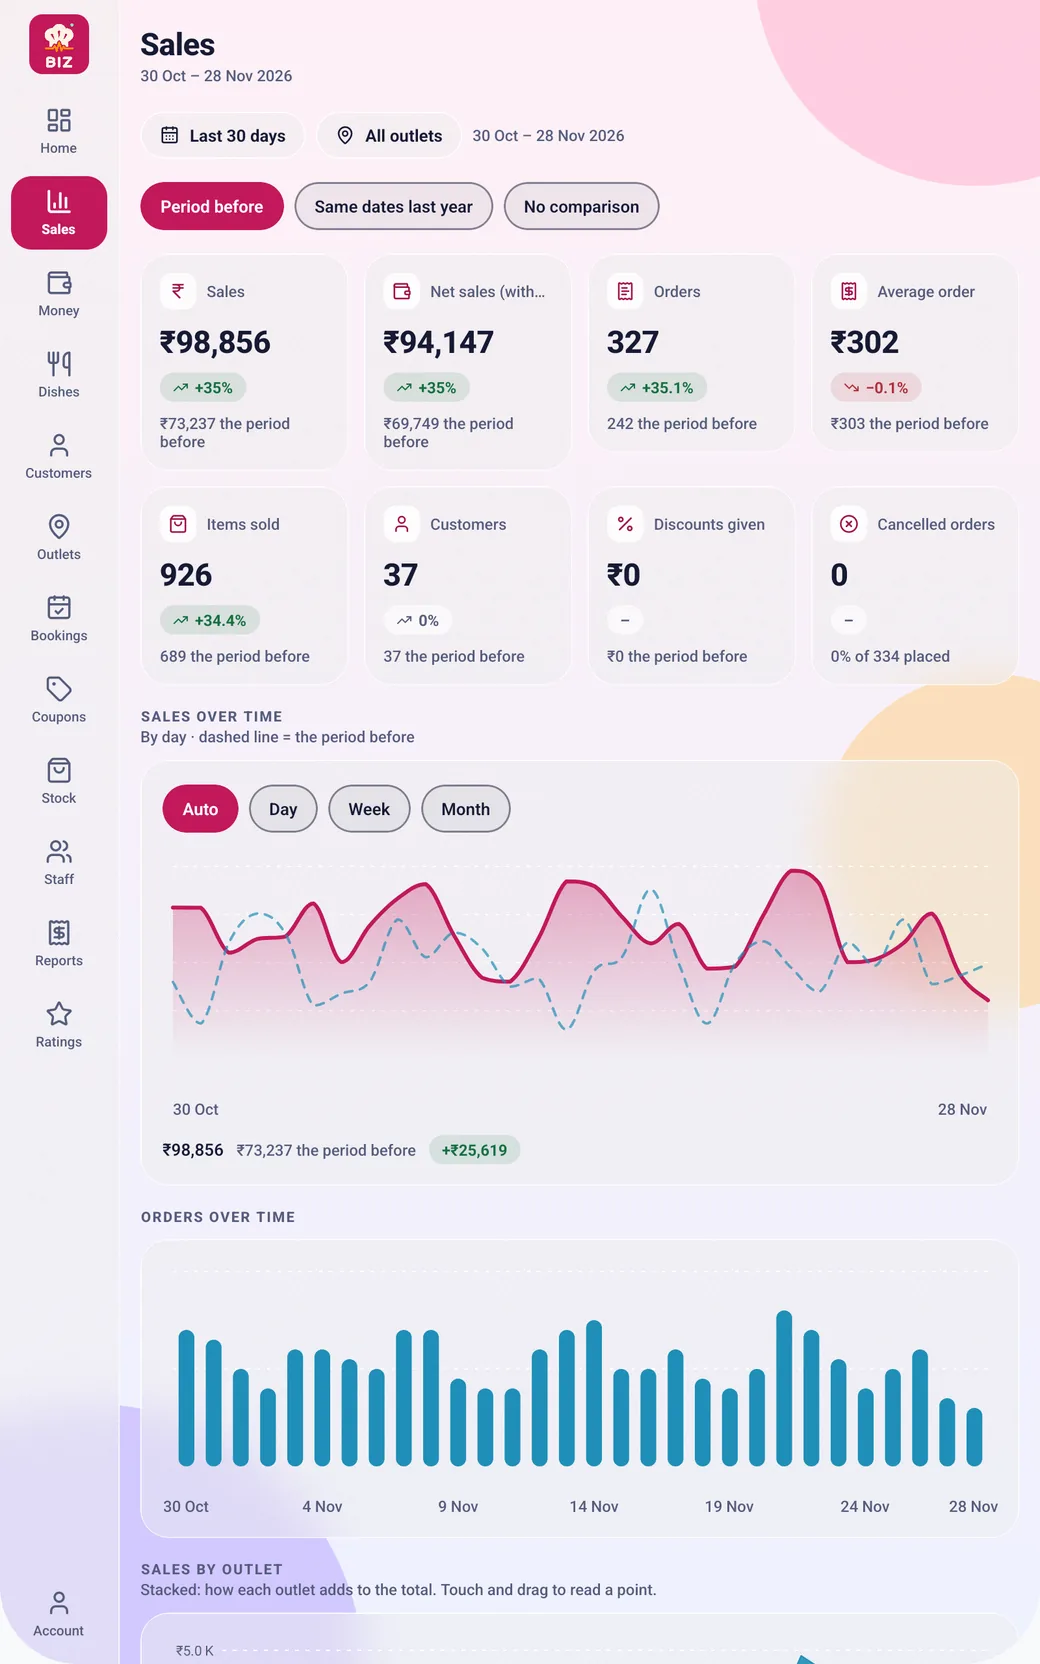 BIZ
Home
Sales
Money
Dishes
Customers
Outlets
Bookings
Coupons
Stock
Staff
Reports
Ratings
Account
Sales
30 Oct – 28 Nov 2026
Last 30 days
All outlets
30 Oct – 28 Nov 2026
Period before
Same dates last year
No comparison
Sales
₹98,856
+35%
₹73,237 the period
before
Net sales (with...
₹94,147
+35%
₹69,749 the period
before
Orders
327
+35.1%
242 the period before
Average order
₹302
−0.1%
₹303 the period before
Items sold
926
+34.4%
689 the period before
Customers
37
0%
37 the period before
Discounts given
₹0
–
₹0 the period before
Cancelled orders
0
–
0% of 334 placed
SALES OVER TIME
By day · dashed line = the period before
Auto
Day
Week
Month
30 Oct
28 Nov
₹98,856 ₹73,237 the period before +₹25,619
ORDERS OVER TIME
30 Oct
4 Nov
9 Nov
14 Nov
19 Nov
24 Nov
28 Nov
SALES BY OUTLET
Stacked: how each outlet adds to the total. Touch and drag to read a point.
₹5.0 K